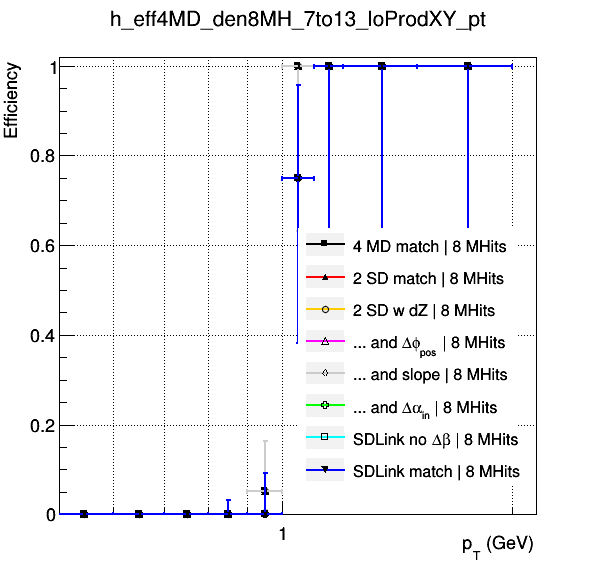 h_eff4MD_den8MH_7to13_loProdXY_pt
Efficiency
1
0.8
0.6
0.4
0.2
0
4 MD match | 8 MHits
2 SD match | 8 MHits
2 SD w dZ | 8 MHits
... and Δϕpos | 8 MHits
... and slope | 8 MHits
... and Δαin | 8 MHits
SDLink no Δβ | 8 MHits
SDLink match | 8 MHits
1
pT (GeV)